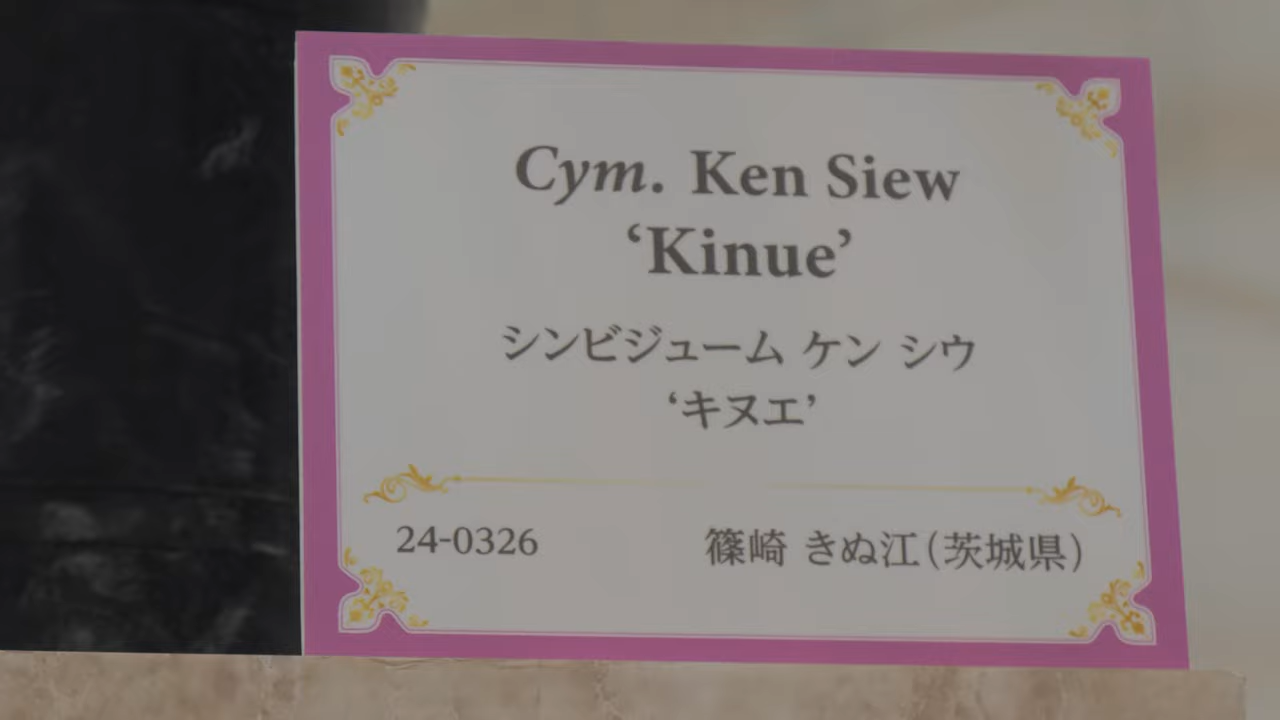 Cym. Ken Siew
‘Kinue’
シンビジューム ケン シウ
‘キヌエ’
24-0326 篠崎 きぬ江(茨城県)